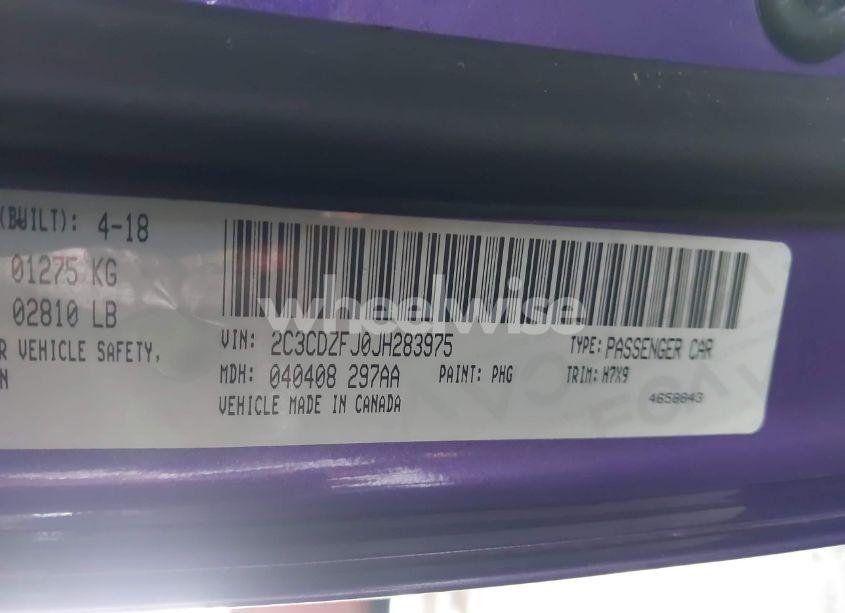 (BUILT): 4-18
01275 KG
02810 LB
R VEHICLE SAFETY,
N
wheelwise
VIN: 2C3CDZFJ0JH283975
TYPE: PASSENGER CAR
MDH: 040408 297AA
PAINT: PHG
TRIM: H7X9
VEHICLE MADE IN CANADA
4658843